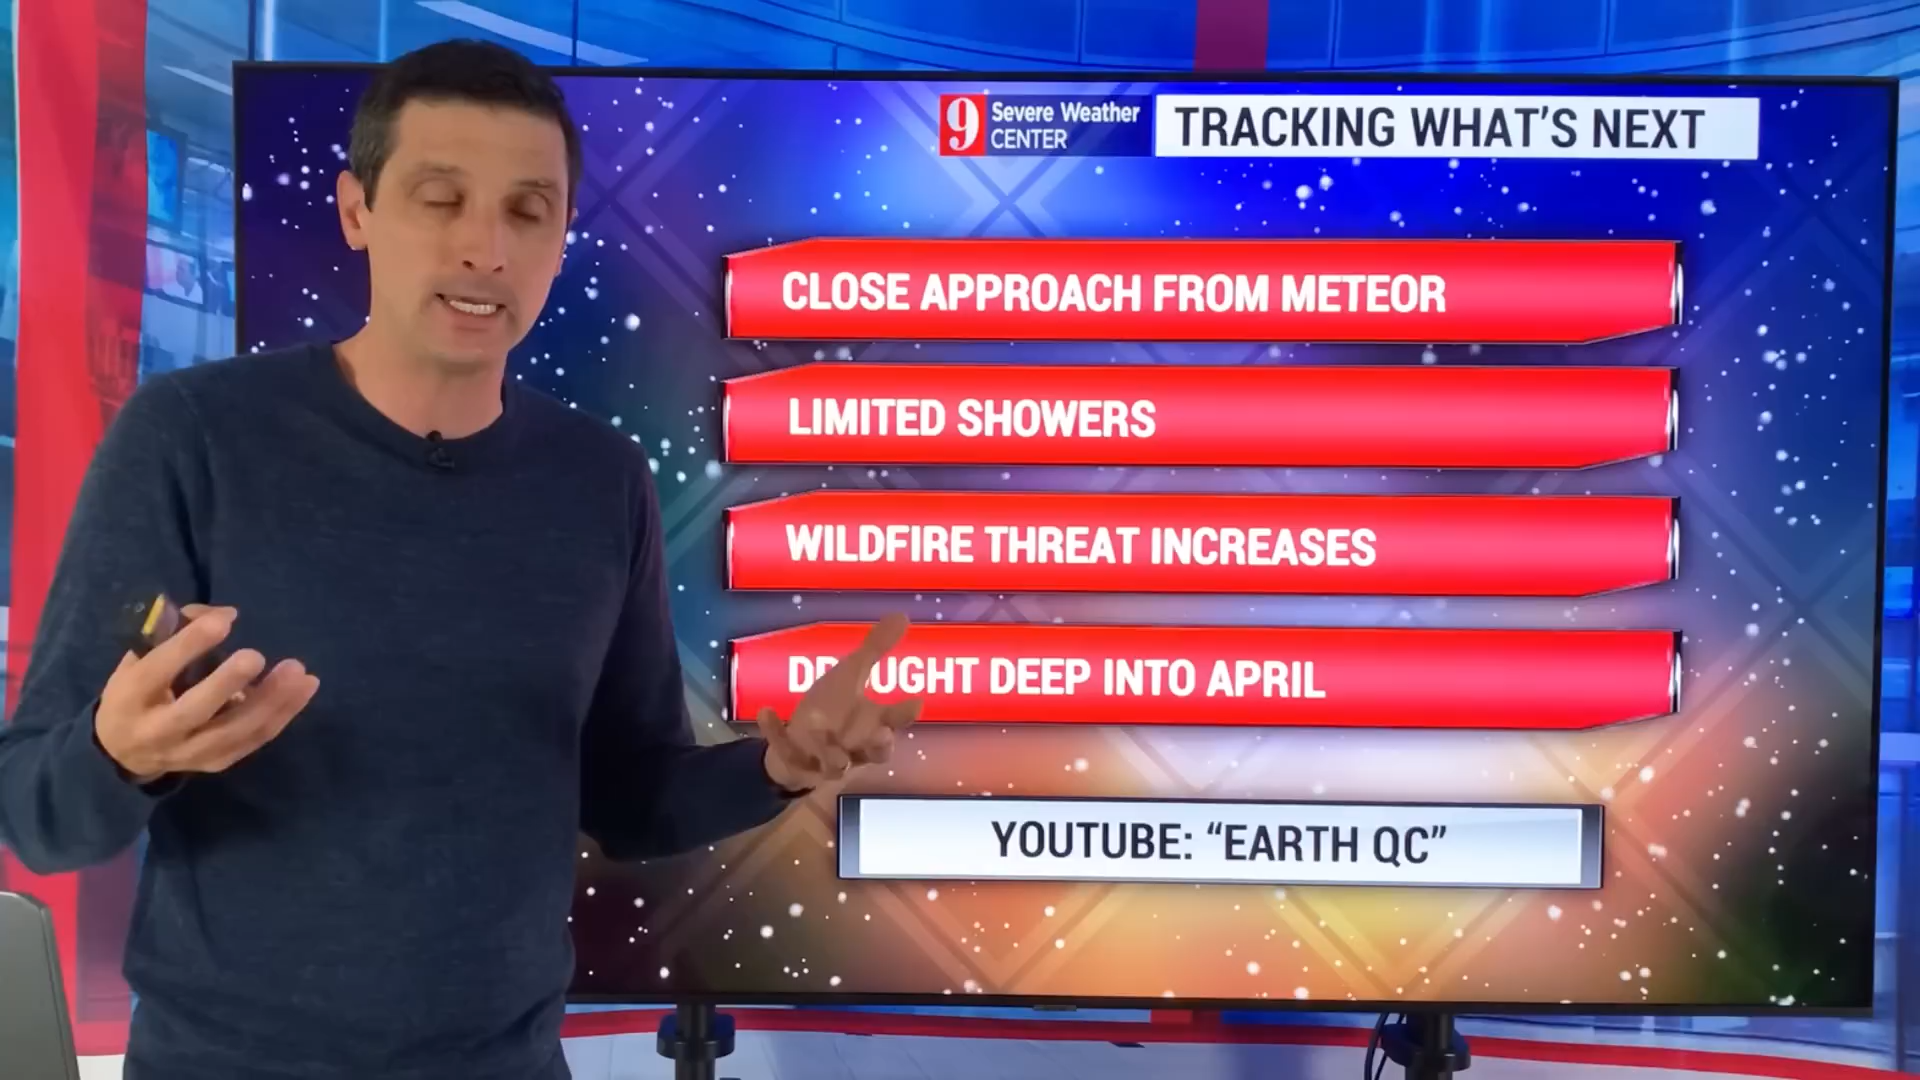 9 Severe Weather CENTER
TRACKING WHAT'S NEXT
CLOSE APPROACH FROM METEOR
LIMITED SHOWERS
WILDFIRE THREAT INCREASES
DROUGHT DEEP INTO APRIL
YOUTUBE: “EARTH QC”